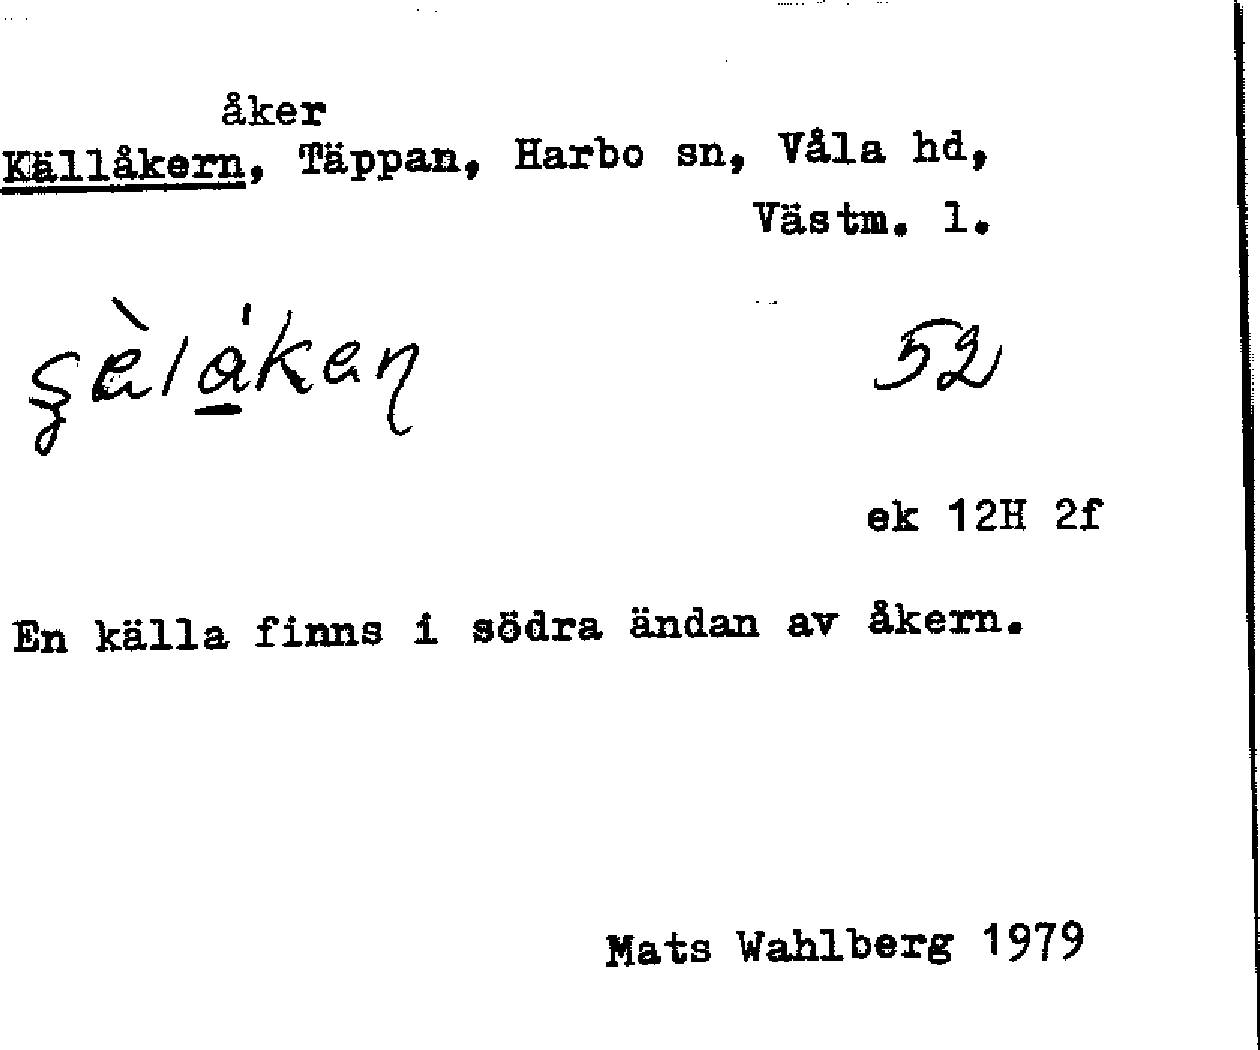 åker
Källåkern, Täppan, Harbo sn, Våla hd,
Västm. l.
52
ek 12H 2f
En källa finns i södra ändan av åkern.
Mats Wahlberg 1979